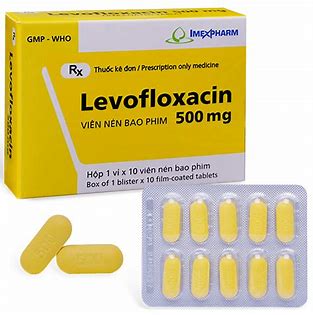 IMEXPHARM
GMP - WHO
Rx Thuốc kê đơn / Prescription only medicine
Levofloxacin
VIÊN NÉN BAO PHIM 500 mg
Hộp 1 vỉ x 10 viên nén bao phim
Box of 1 blister x 10 film-coated tablets